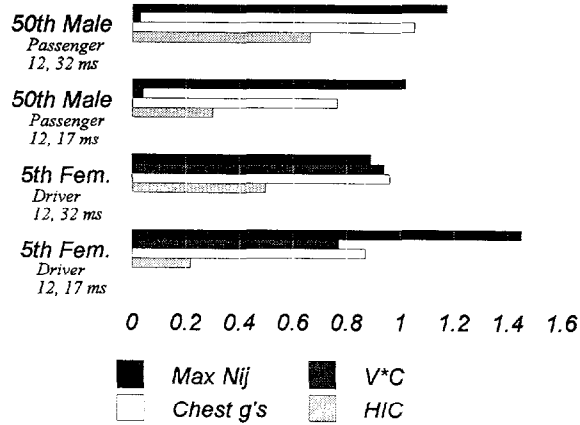 50th Male
Passenger
12, 32 ms
50th Male
Passenger
12, 17 ms
5th Fem.
Driver
12, 32 ms
5th Fem.
Driver
12, 17 ms
0 0.2 0.4 0.6 0.8 1 1.2 1.4 1.6
Max Nij V*C
Chest g's HIC